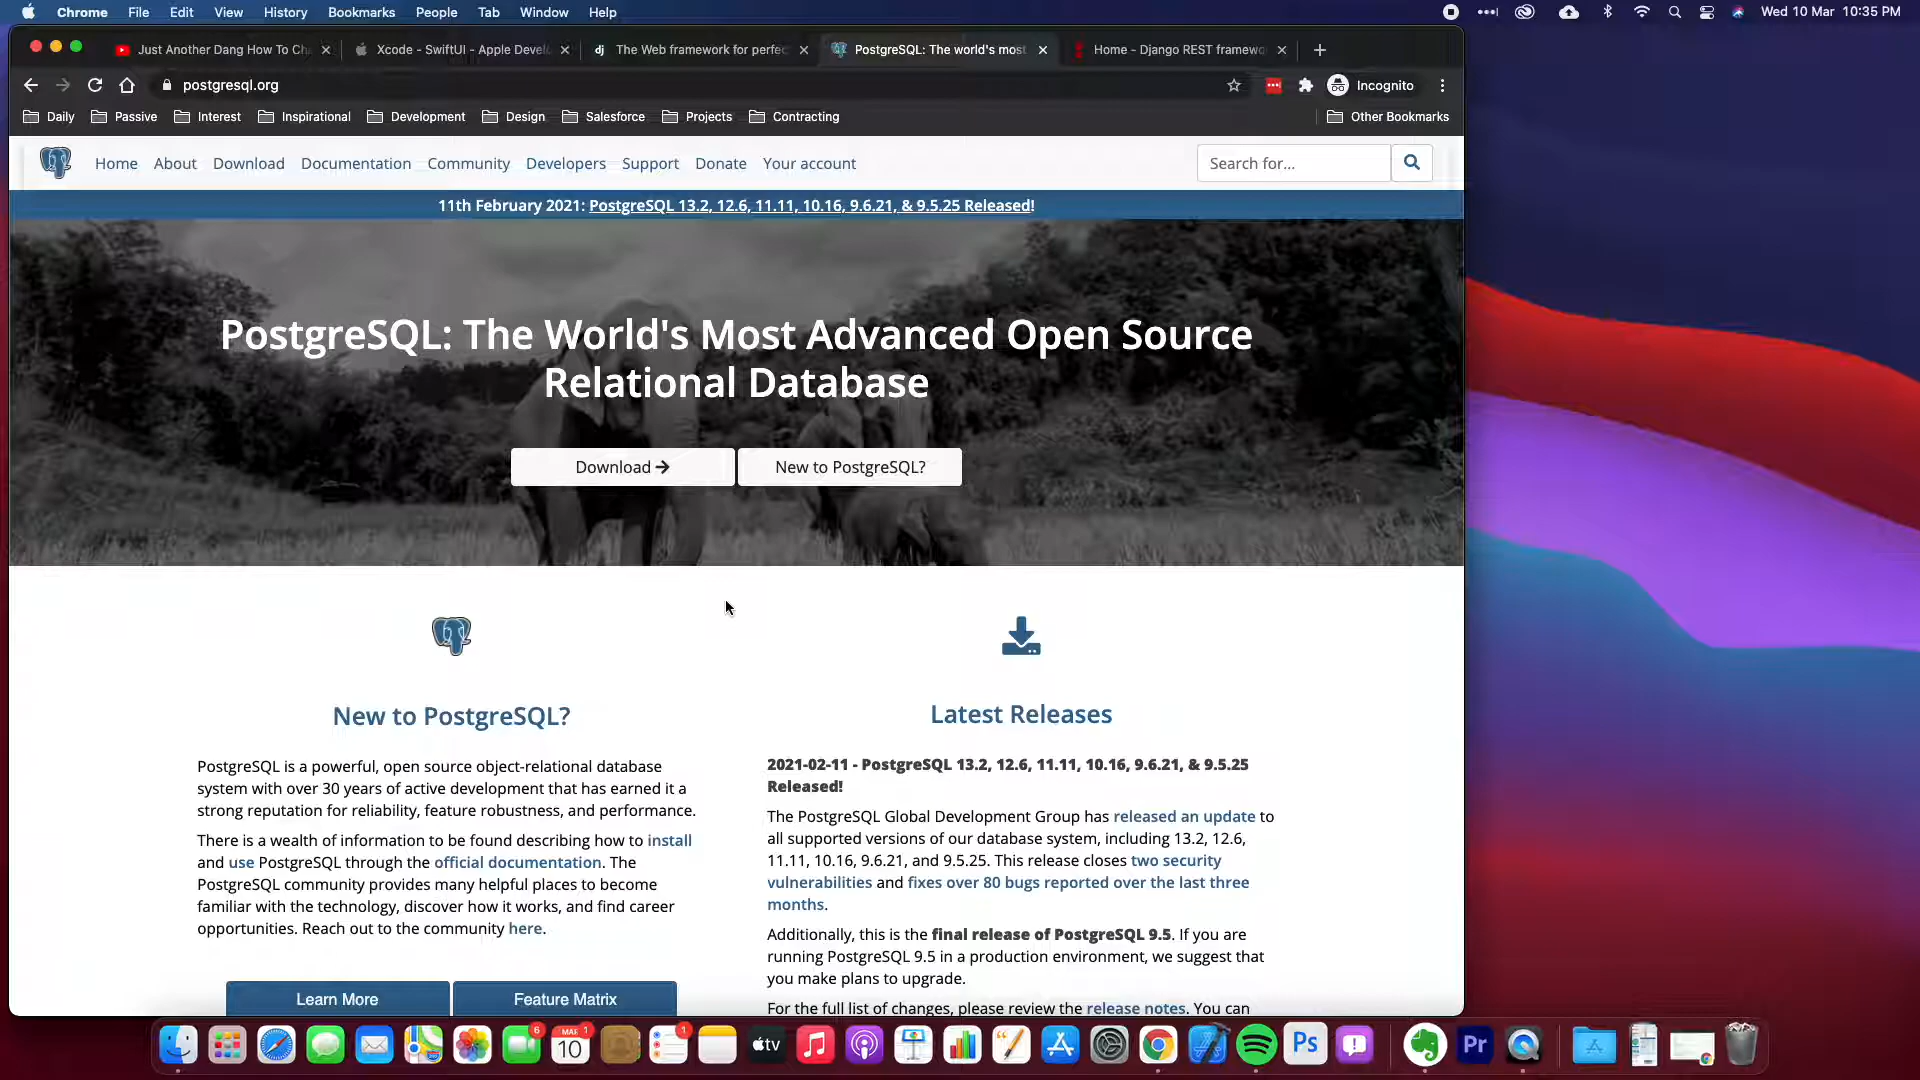 Chrome File Edit View History Bookmarks People Tab Window Help Wed 10 Mar 10:35 PM
Just Another Dang How To Ch Xcode - SwiftUI - Apple Devel dj The Web framework for perfec PostgreSQL: The world's most Home - Django REST framewo
postgresql.org Incognito
Daily Passive Interest Inspirational Development Design Salesforce Projects Contracting Other Bookmarks
Home About Download Documentation Community Developers Support Donate Your account Search for...
11th February 2021: PostgreSQL 13.2, 12.6, 11.11, 10.16, 9.6.21, & 9.5.25 Released!
PostgreSQL: The World's Most Advanced Open Source
Relational Database
Download → New to PostgreSQL?
New to PostgreSQL?
PostgreSQL is a powerful, open source object-relational database
system with over 30 years of active development that has earned it a
strong reputation for reliability, feature robustness, and performance.
There is a wealth of information to be found describing how to install
and use PostgreSQL through the official documentation. The
PostgreSQL community provides many helpful places to become
familiar with the technology, discover how it works, and find career
opportunities. Reach out to the community here.
Learn More Feature Matrix
Latest Releases
2021-02-11 - PostgreSQL 13.2, 12.6, 11.11, 10.16, 9.6.21, & 9.5.25
Released!
The PostgreSQL Global Development Group has released an update to
all supported versions of our database system, including 13.2, 12.6,
11.11, 10.16, 9.6.21, and 9.5.25. This release closes two security
vulnerabilities and fixes over 80 bugs reported over the last three
months.
Additionally, this is the final release of PostgreSQL 9.5. If you are
running PostgreSQL 9.5 in a production environment, we suggest that
you make plans to upgrade.
For the full list of changes, please review the release notes. You can
6 MAR 10 1 1 tv Ps Pr